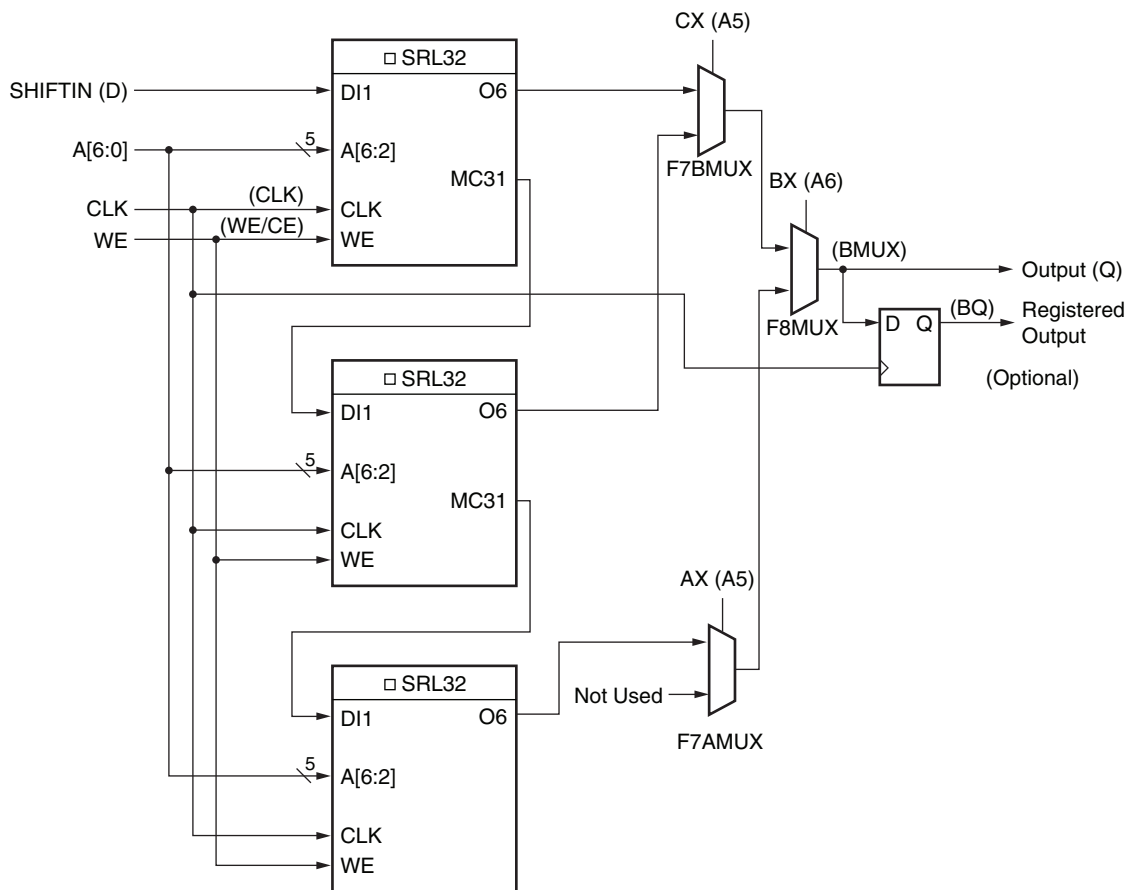 CX (A5)
□ SRL32
SHIFTIN (D)
DI1
O6
A[6:0]
5
A[6:2]
MC31
F7BMUX
BX (A6)
CLK
(CLK)
CLK
WE
(WE/CE)
WE
(BMUX)
Output (Q)
F8MUX
D Q
(BQ)
Registered
Output
(Optional)
□ SRL32
DI1
O6
5
A[6:2]
MC31
CLK
WE
AX (A5)
□ SRL32
Not Used
DI1
O6
F7AMUX
5
A[6:2]
CLK
WE